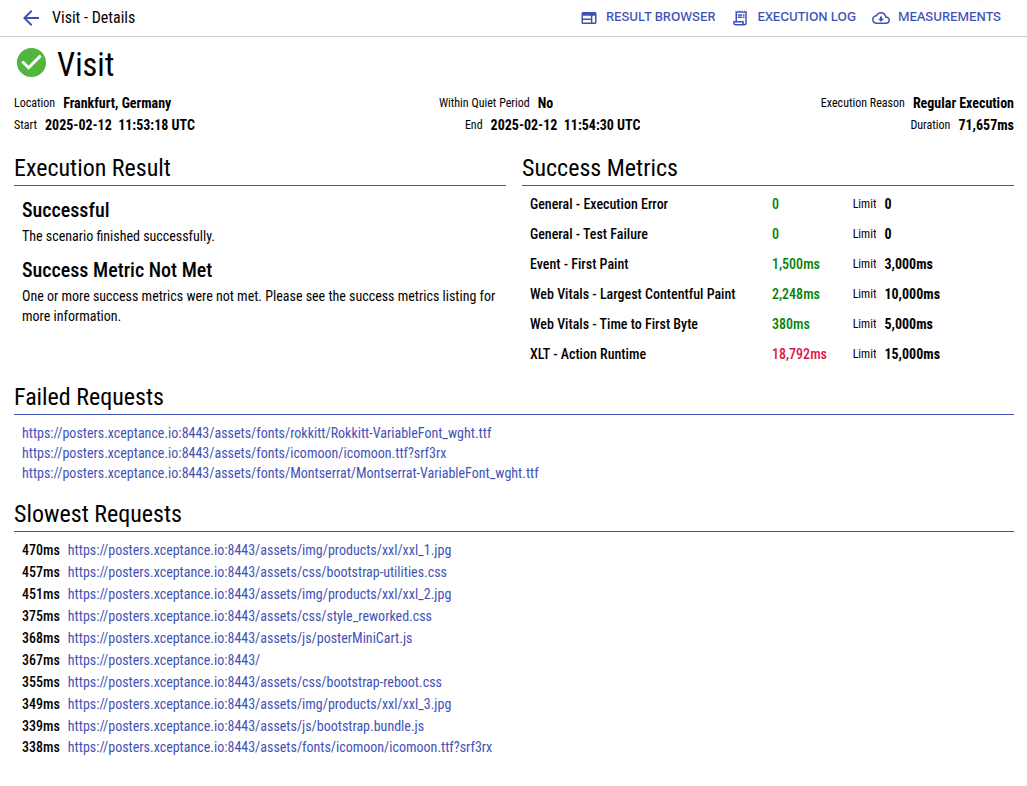 Visit - Details
RESULT BROWSER
EXECUTION LOG
MEASUREMENTS
Visit
Location Frankfurt, Germany
Within Quiet Period No
Execution Reason Regular Execution
Start 2025-02-12 11:53:18 UTC
End 2025-02-12 11:54:30 UTC
Duration 71,657ms
Execution Result
Successful
The scenario finished successfully.
Success Metric Not Met
One or more success metrics were not met. Please see the success metrics listing for
more information.
Success Metrics
General - Execution Error 0 Limit 0
General - Test Failure 0 Limit 0
Event - First Paint 1,500ms Limit 3,000ms
Web Vitals - Largest Contentful Paint 2,248ms Limit 10,000ms
Web Vitals - Time to First Byte 380ms Limit 5,000ms
XLT - Action Runtime 18,792ms Limit 15,000ms
Failed Requests
https://posters.xceptance.io:8443/assets/fonts/rokkitt/Rokkitt-VariableFont_wght.ttf
https://posters.xceptance.io:8443/assets/fonts/icomoon/icomoon.ttf?srf3rx
https://posters.xceptance.io:8443/assets/fonts/Montserrat/Montserrat-VariableFont_wght.ttf
Slowest Requests
470ms https://posters.xceptance.io:8443/assets/img/products/xxl/xxl_1.jpg
457ms https://posters.xceptance.io:8443/assets/css/bootstrap-utilities.css
451ms https://posters.xceptance.io:8443/assets/img/products/xxl/xxl_2.jpg
375ms https://posters.xceptance.io:8443/assets/css/style_reworked.css
368ms https://posters.xceptance.io:8443/assets/js/posterMiniCart.js
367ms https://posters.xceptance.io:8443/
355ms https://posters.xceptance.io:8443/assets/css/bootstrap-reboot.css
349ms https://posters.xceptance.io:8443/assets/img/products/xxl/xxl_3.jpg
339ms https://posters.xceptance.io:8443/assets/js/bootstrap.bundle.js
338ms https://posters.xceptance.io:8443/assets/fonts/icomoon/icomoon.ttf?srf3rx